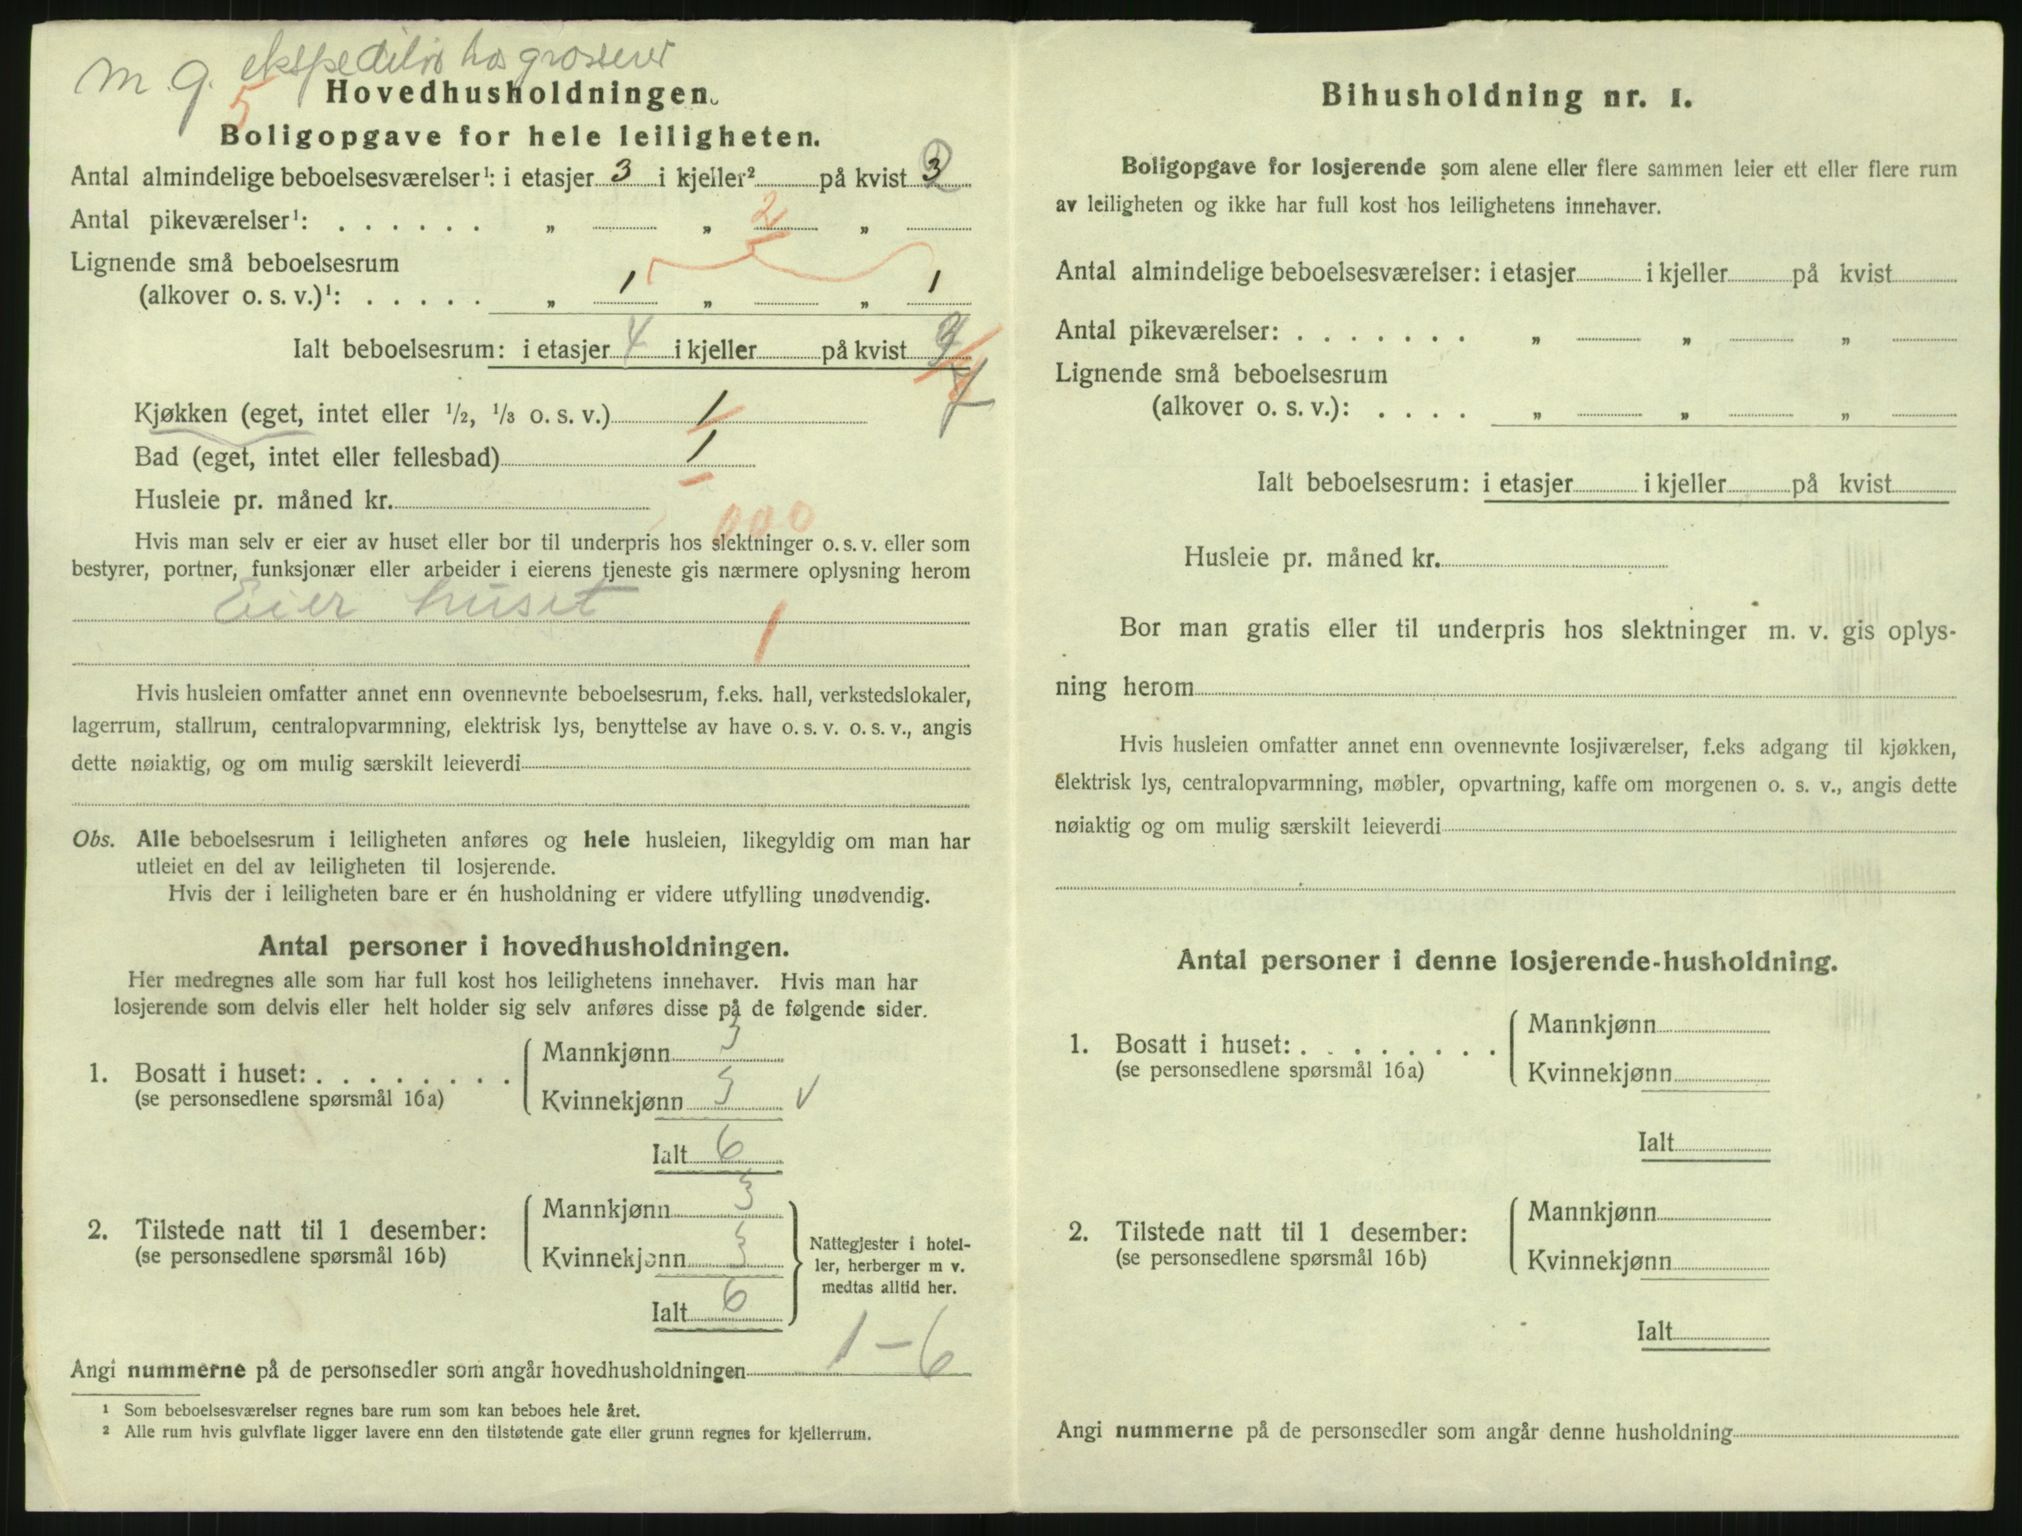 m. g. ekspeditør hos grosserer
5
Hovedhusholdningen.
Boligopgave for hele leiligheten.
Antal almindelige beboelsesværelser¹: i etasjer 3 i kjeller² på kvist 3
Antal pikeværelser¹: . . . . . . „ „ 2 „
Lignende små beboelsesrum
(alkover o. s. v.)¹: . . . . . „ 1 „ „ 1
Ialt beboelsesrum: i etasjer 4 i kjeller på kvist
7
Kjøkken (eget, intet eller 1/2, 1/3 o. s. v.) 1
Bad (eget, intet eller fellesbad) 1
Husleie pr. måned kr.
000
Hvis man selv er eier av huset eller bor til underpris hos slektninger o. s. v. eller som
bestyrer, portner, funksjonær eller arbeider i eierens tjeneste gis nærmere oplysning herom
Eier huset
1
Hvis husleien omfatter annet enn ovennevnte beboelsesrum, f.eks. hall, verkstedslokaler,
lagerrum, stallrum, centralopvarmning, elektrisk lys, benyttelse av have o. s. v. o. s. v., angis
dette nøiaktig, og om mulig særskilt leieverdi
Obs. Alle beboelsesrum i leiligheten anføres og hele husleien, likegyldig om man har
utleiet en del av leiligheten til losjerende.
Hvis der i leiligheten bare er én husholdning er videre utfylling unødvendig.
Antal personer i hovedhusholdningen.
Her medregnes alle som har full kost hos leilighetens innehaver. Hvis man har
losjerende som delvis eller helt holder sig selv anføres disse på de følgende sider.
1. Bosatt i huset: . . . . . . . .
(se personsedlene spørsmål 16 a)
Mannkjønn 3
Kvinnekjønn 3 v
Ialt 6
2. Tilstede natt til 1 desember:
(se personsedlene spørsmål 16 b)
Mannkjønn 3
Kvinnekjønn 3
Ialt 6
Nattegjester i hotel-
ler, herberger m v.
medtas alltid her.
Angi nummerne på de personsedler som angår hovedhusholdningen 1-6
¹ Som beboelsesværelser regnes bare rum som kan beboes hele året.
² Alle rum hvis gulvflate ligger lavere enn den tilstøtende gate eller grunn regnes for kjellerrum.
Bihusholdning nr. 1.
Boligopgave for losjerende som alene eller flere sammen leier ett eller flere rum
av leiligheten og ikke har full kost hos leilighetens innehaver.
Antal almindelige beboelsesværelser: i etasjer i kjeller på kvist
Antal pikeværelser: . . . . . . . „ „ „
Lignende små beboelsesrum
(alkover o. s. v.): . . . . „ „ „
Ialt beboelsesrum: i etasjer i kjeller på kvist
Husleie pr. måned kr.
Bor man gratis eller til underpris hos slektninger m. v. gis oplys-
ning herom
Hvis husleien omfatter annet enn ovennevnte losjiværelser, f.eks adgang til kjøkken,
elektrisk lys, centralopvarmning, møbler, opvartning, kaffe om morgenen o. s. v., angis dette
nøiaktig og om mulig særskilt leieverdi
Antal personer i denne losjerende-husholdning.
1. Bosatt i huset: . . . . . . . .
(se personsedlene spørsmål 16 a)
Mannkjønn
Kvinnekjønn
Ialt
2. Tilstede natt til 1 desember:
(se personsedlene spørsmål 16 b)
Mannkjønn
Kvinnekjønn
Ialt
Angi nummerne på de personsedler som angår denne husholdning